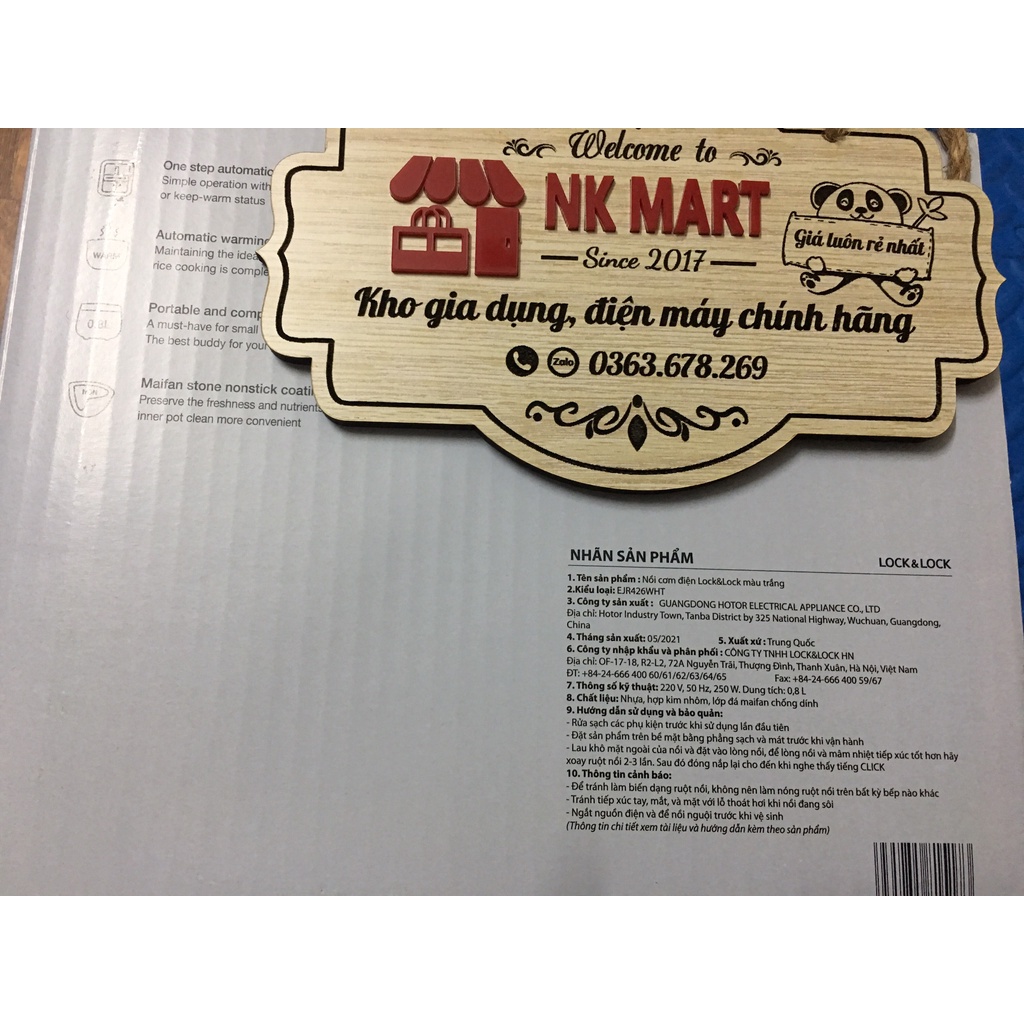 Welcome to
NK MART
Since 2017
Giá luôn rẻ nhất
Kho gia dụng, điện máy chính hãng
Zalo 0363.678.269
One step automatic
Simple operation with
or keep-warm status
WARM
Automatic warming
Maintaining the idea
rice cooking is comple
0.8L
Portable and comp
A must-have for small
The best buddy for your
Maifan stone nonstick coati
Preserve the freshness and nutrients
inner pot clean more convenient
NHÃN SẢN PHẨM
LOCK&LOCK
1. Tên sản phẩm : Nồi cơm điện Lock&Lock màu trắng
2.Kiểu loại: EJR426WHT
3. Công ty sản xuất : GUANGDONG HOTOR ELECTRICAL APPLIANCE CO., LTD
Địa chỉ: Hotor Industry Town, Tanba District by 325 National Highway, Wuchuan, Guangdong,
China
4. Tháng sản xuất: 05/2021 5. Xuất xứ : Trung Quốc
6. Công ty nhập khẩu và phân phối : CÔNG TY TNHH LOCK&LOCK HN
Địa chỉ: OF-17-18, R2-L2, 72A Nguyễn Trãi, Thượng Đình, Thanh Xuân, Hà Nội, Việt Nam
ĐT: +84-24-666 400 60/61/62/63/64/65 Fax: +84-24-666 400 59/67
7. Thông số kỹ thuật: 220 V, 50 Hz, 250 W. Dung tích: 0,8 L
8. Chất liệu: Nhựa, hợp kim nhôm, lớp đá maifan chống dính
9. Hướng dẫn sử dụng và bảo quản:
- Rửa sạch các phụ kiện trước khi sử dụng lần đầu tiên
- Đặt sản phẩm trên bề mặt bằng phẳng sạch và mát trước khi vận hành
- Lau khô mặt ngoài của nồi và đặt vào lòng nồi, để lòng nồi và mâm nhiệt tiếp xúc tốt hơn hãy
xoay ruột nồi 2-3 lần. Sau đó đóng nắp lại cho đến khi nghe thấy tiếng CLICK
10. Thông tin cảnh báo:
- Để tránh làm biến dạng ruột nồi, không nên làm nóng ruột nồi trên bất kỳ bếp nào khác
- Tránh tiếp xúc tay, mắt, và mặt với lỗ thoát hơi khi nồi đang sôi
- Ngắt nguồn điện và để nồi nguội trước khi vệ sinh
(Thông tin chi tiết xem tài liệu và hướng dẫn kèm theo sản phẩm)